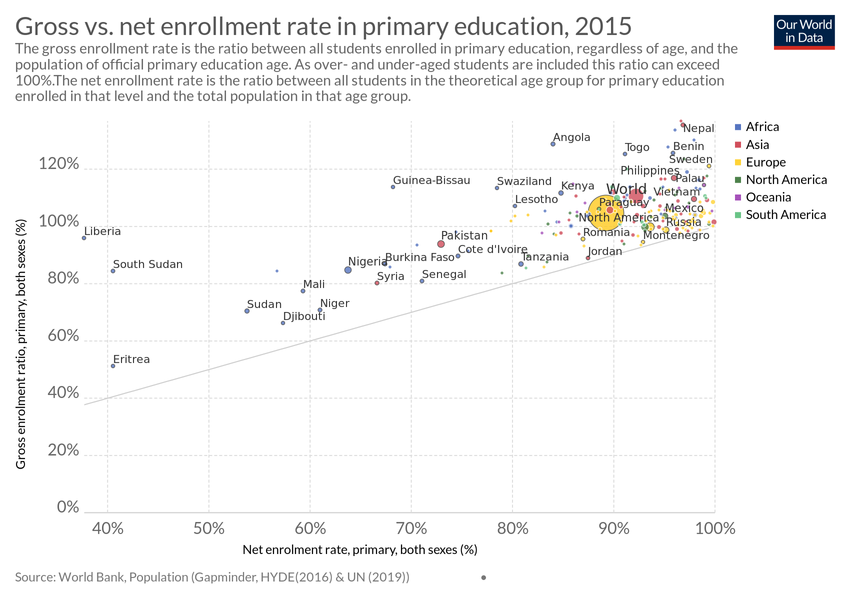 Gross vs. net enrollment rate in primary education, 2015
Our World
in Data
The gross enrollment rate is the ratio between all students enrolled in primary education, regardless of age, and the
population of official primary education age. As over- and under-aged students are included this ratio can exceed
100%.The net enrollment rate is the ratio between all students in the theoretical age group for primary education
enrolled in that level and the total population in that age group.
Gross enrolment ratio, primary, both sexes (%)
120%
100%
80%
60%
40%
20%
0%
Nepal
Angola
Togo
Benin
Sweden
Philippines
Palau
Guinea-Bissau
Swaziland
Kenya
World
Vietnam
Lesotho
Paraguay
Mexico
North America
Russia
Liberia
Pakistan
Romania
Montenegro
Cote d'Ivoire
Nigeria
Burkina Faso
Tanzania
Jordan
South Sudan
Syria
Senegal
Mali
Sudan
Niger
Djibouti
Eritrea
40%
50%
60%
70%
80%
90%
100%
Net enrolment rate, primary, both sexes (%)
Africa
Asia
Europe
North America
Oceania
South America
Source: World Bank, Population (Gapminder, HYDE(2016) & UN (2019))